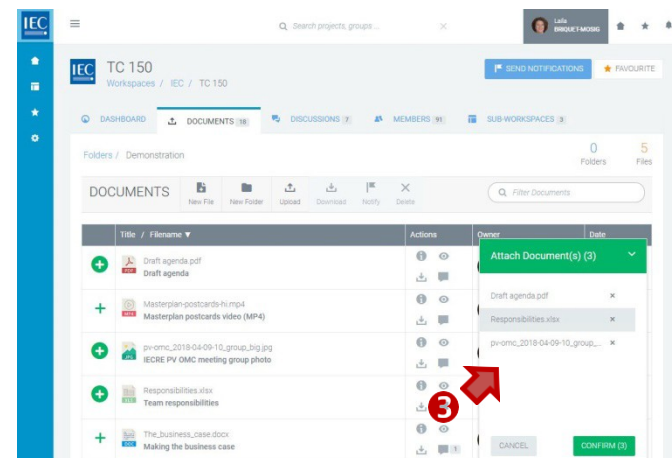 IEC
Search projects, groups ...
Laila
BRIQUET-MOSIG
IEC
TC 150
Workspaces / IEC / TC 150
SEND NOTIFICATIONS
FAVOURITE
DASHBOARD
DOCUMENTS 18
DISCUSSIONS 7
MEMBERS 91
SUB-WORKSPACES 3
Folders / Demonstration
0
Folders
5
Files
DOCUMENTS
New File
New Folder
Upload
Download
Notify
Delete
Filter Documents
Title / Filename
Actions
Owner
Date
Draft agenda.pdf
Draft agenda
Masterplan-postcards-hi.mp4
Masterplan postcards video (MP4)
pv-omc_2018-04-09-10_group_big.jpg
IECRE PV OMC meeting group photo
Responsibilities.xlsx
Team responsibilities
The_business_case.docx
Making the business case
1
Attach Document(s) (3)
Draft agenda.pdf ×
Responsibilities.xlsx ×
pv-omc_2018-04-09-10_group_... ×
3
CANCEL
CONFIRM (3)